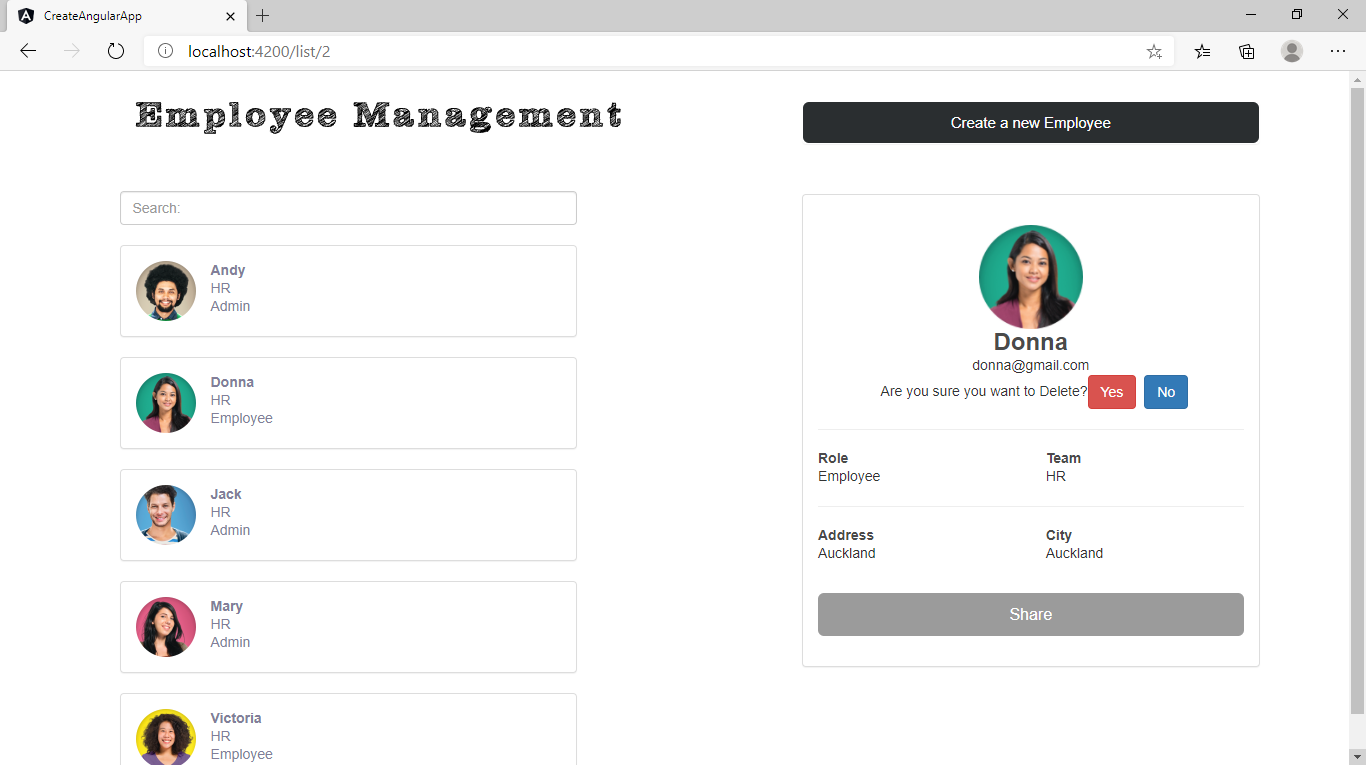 CreateAngularApp
localhost:4200/list/2
Employee Management
Create a new Employee
Search:
Andy
HR
Admin
Donna
HR
Employee
Jack
HR
Admin
Mary
HR
Admin
Victoria
HR
Employee
Donna
donna@gmail.com
Are you sure you want to Delete? Yes No
Role Team
Employee HR
Address City
Auckland Auckland
Share